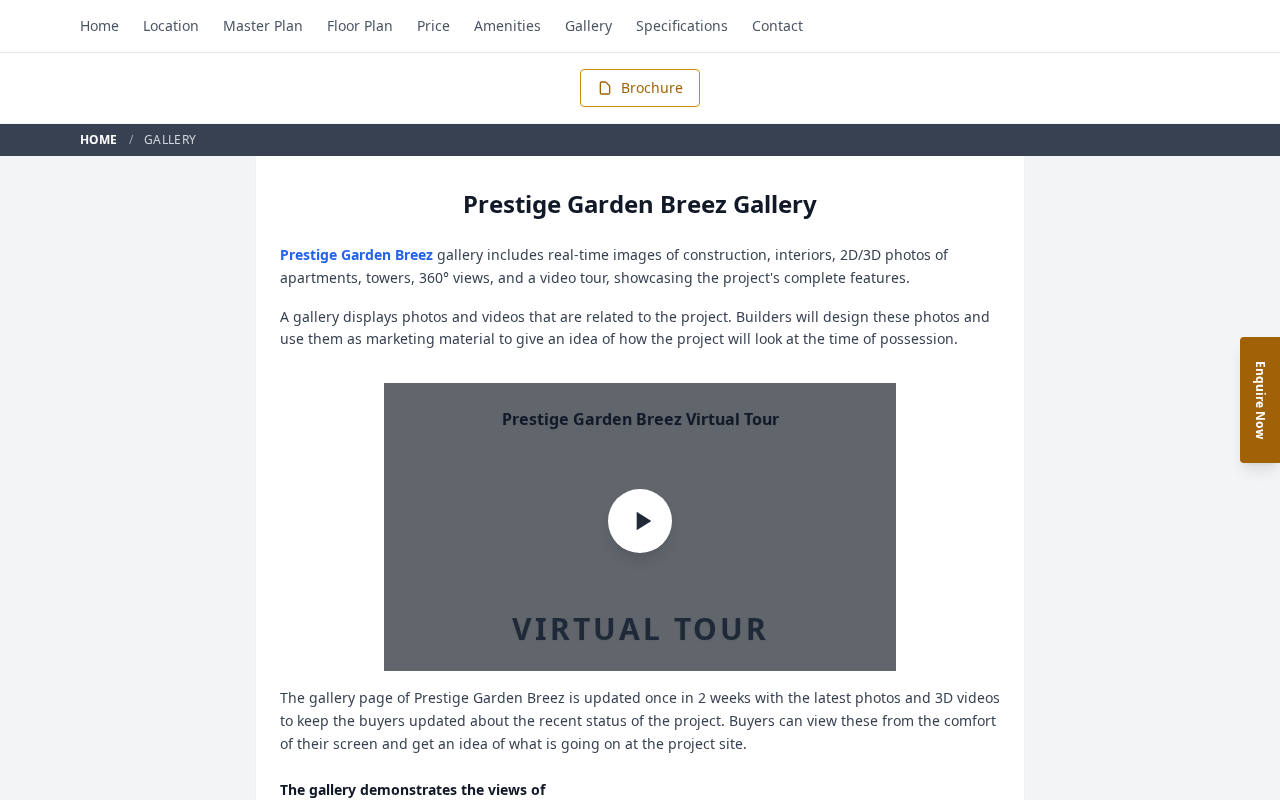 Home Location Master Plan Floor Plan Price Amenities Gallery Specifications Contact
Brochure
HOME / GALLERY
Prestige Garden Breez Gallery
Prestige Garden Breez gallery includes real-time images of construction, interiors, 2D/3D photos of
apartments, towers, 360° views, and a video tour, showcasing the project's complete features.
A gallery displays photos and videos that are related to the project. Builders will design these photos and
use them as marketing material to give an idea of how the project will look at the time of possession.
Enquire Now
Prestige Garden Breez Virtual Tour
VIRTUAL TOUR
The gallery page of Prestige Garden Breez is updated once in 2 weeks with the latest photos and 3D videos
to keep the buyers updated about the recent status of the project. Buyers can view these from the comfort
of their screen and get an idea of what is going on at the project site.
The gallery demonstrates the views of